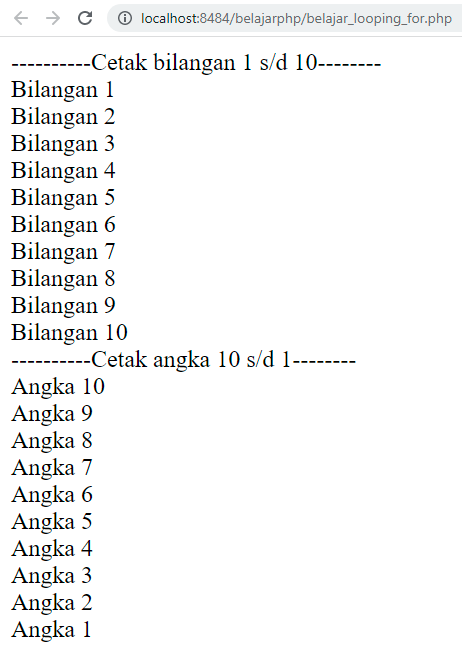 localhost:8484/belajarphp/belajar_looping_for.php
----------Cetak bilangan 1 s/d 10--------
Bilangan 1
Bilangan 2
Bilangan 3
Bilangan 4
Bilangan 5
Bilangan 6
Bilangan 7
Bilangan 8
Bilangan 9
Bilangan 10
----------Cetak angka 10 s/d 1--------
Angka 10
Angka 9
Angka 8
Angka 7
Angka 6
Angka 5
Angka 4
Angka 3
Angka 2
Angka 1